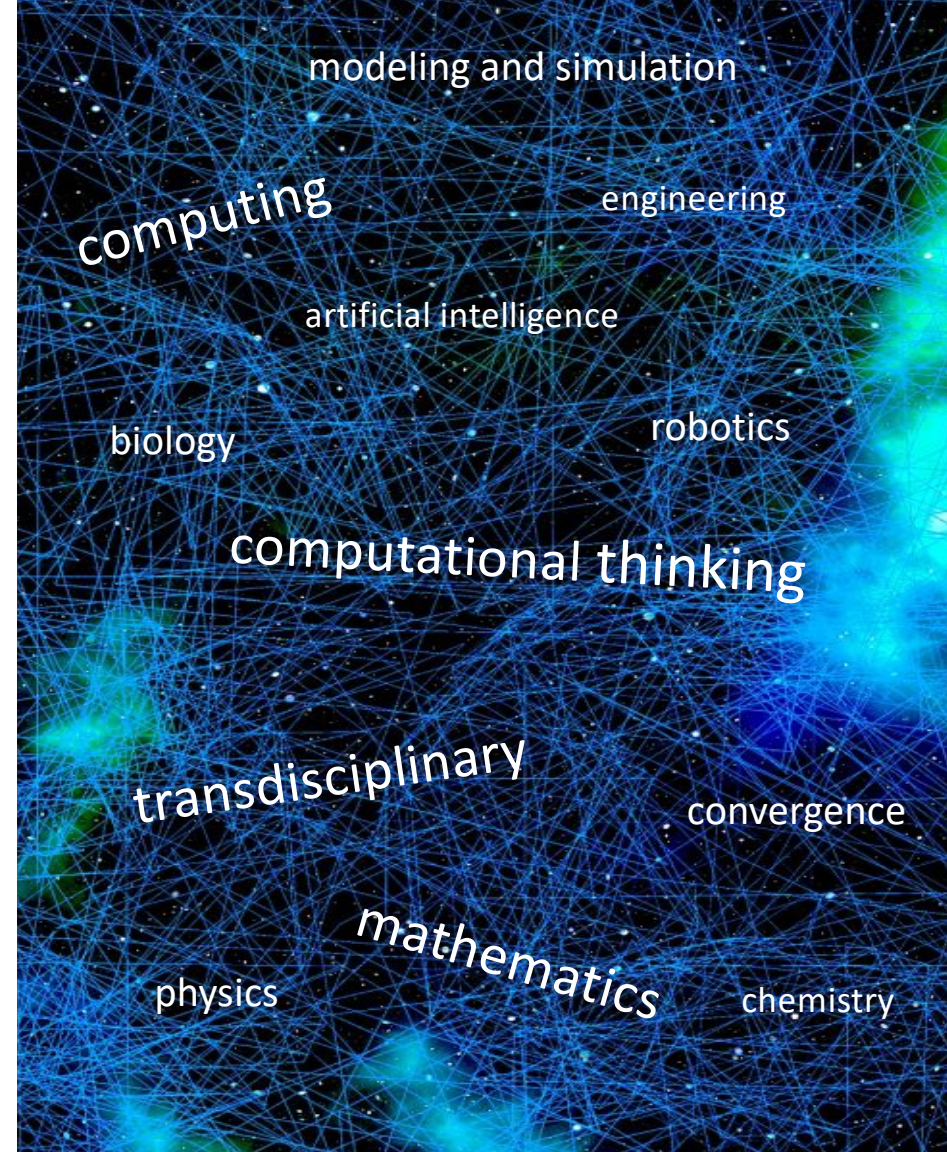 modeling and simulation
computing
engineering
artificial intelligence
biology
robotics
computational thinking
transdisciplinary
convergence
mathematics
physics
chemistry